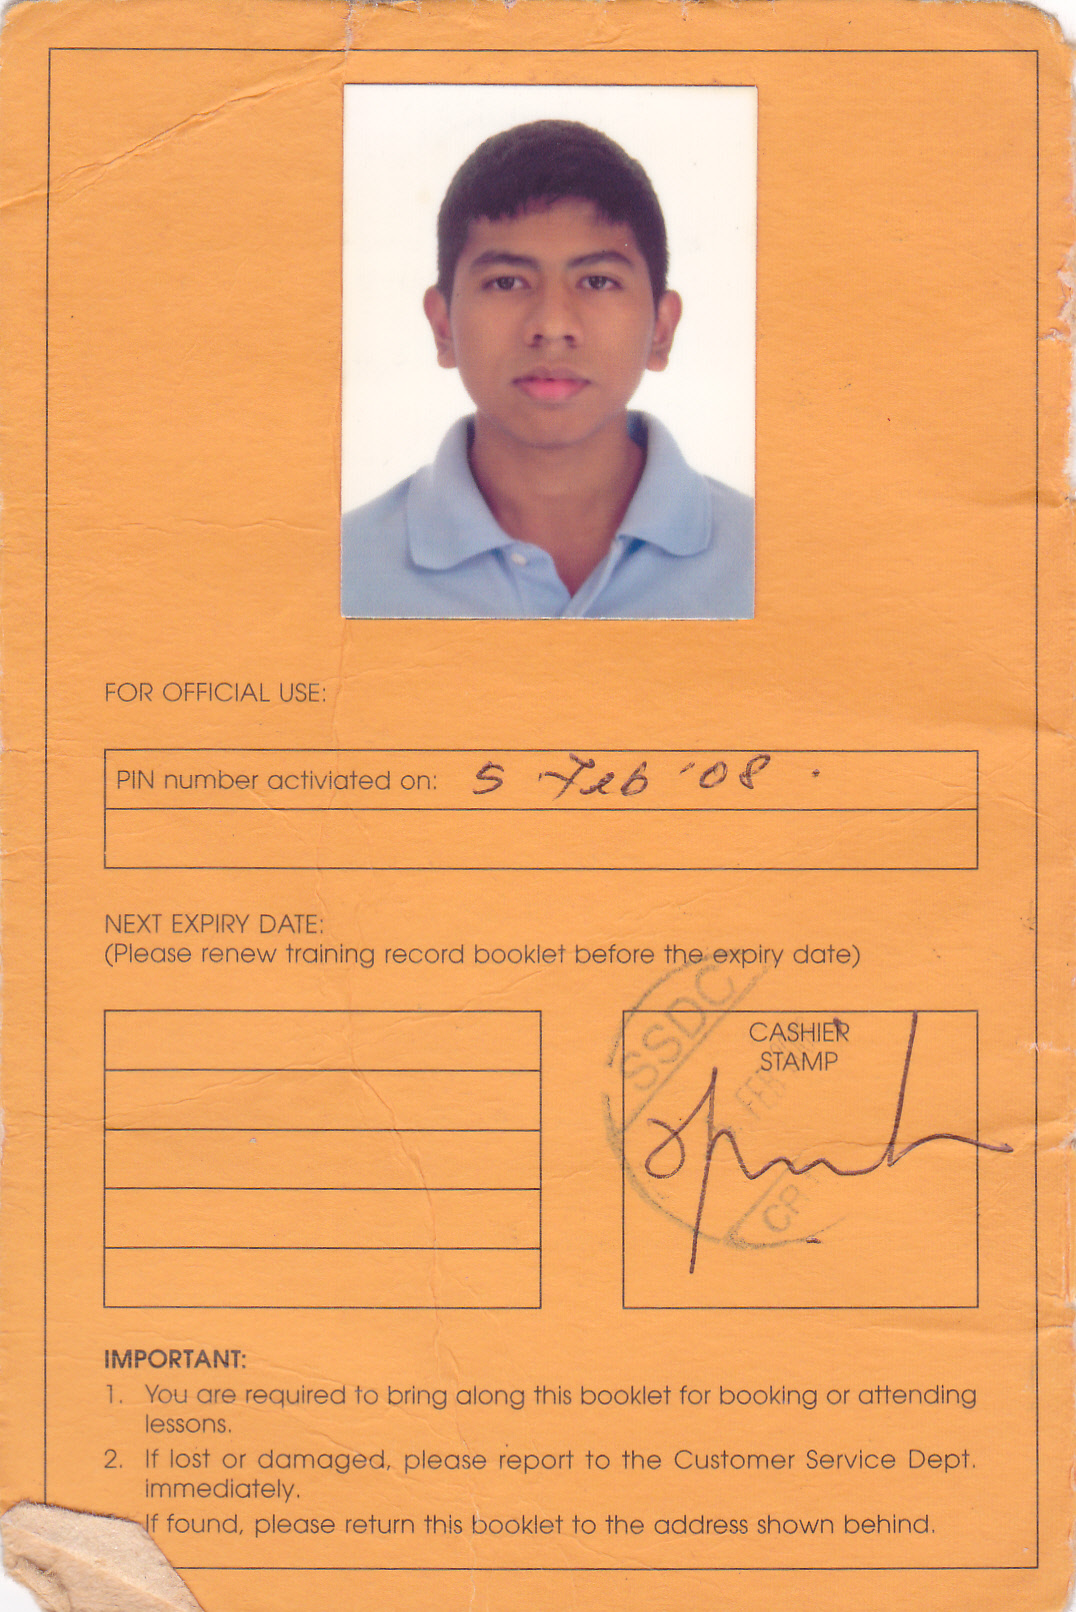 FOR OFFICIAL USE:
PIN number activiated on: 5 Feb '08.
NEXT EXPIRY DATE:
(Please renew training record booklet before the expiry date)
SSDC
CASHIER
STAMP
FEB
CP
IMPORTANT:
1. You are required to bring along this booklet for booking or attending
lessons.
2. If lost or damaged, please report to the Customer Service Dept.
immediately.
If found, please return this booklet to the address shown behind.